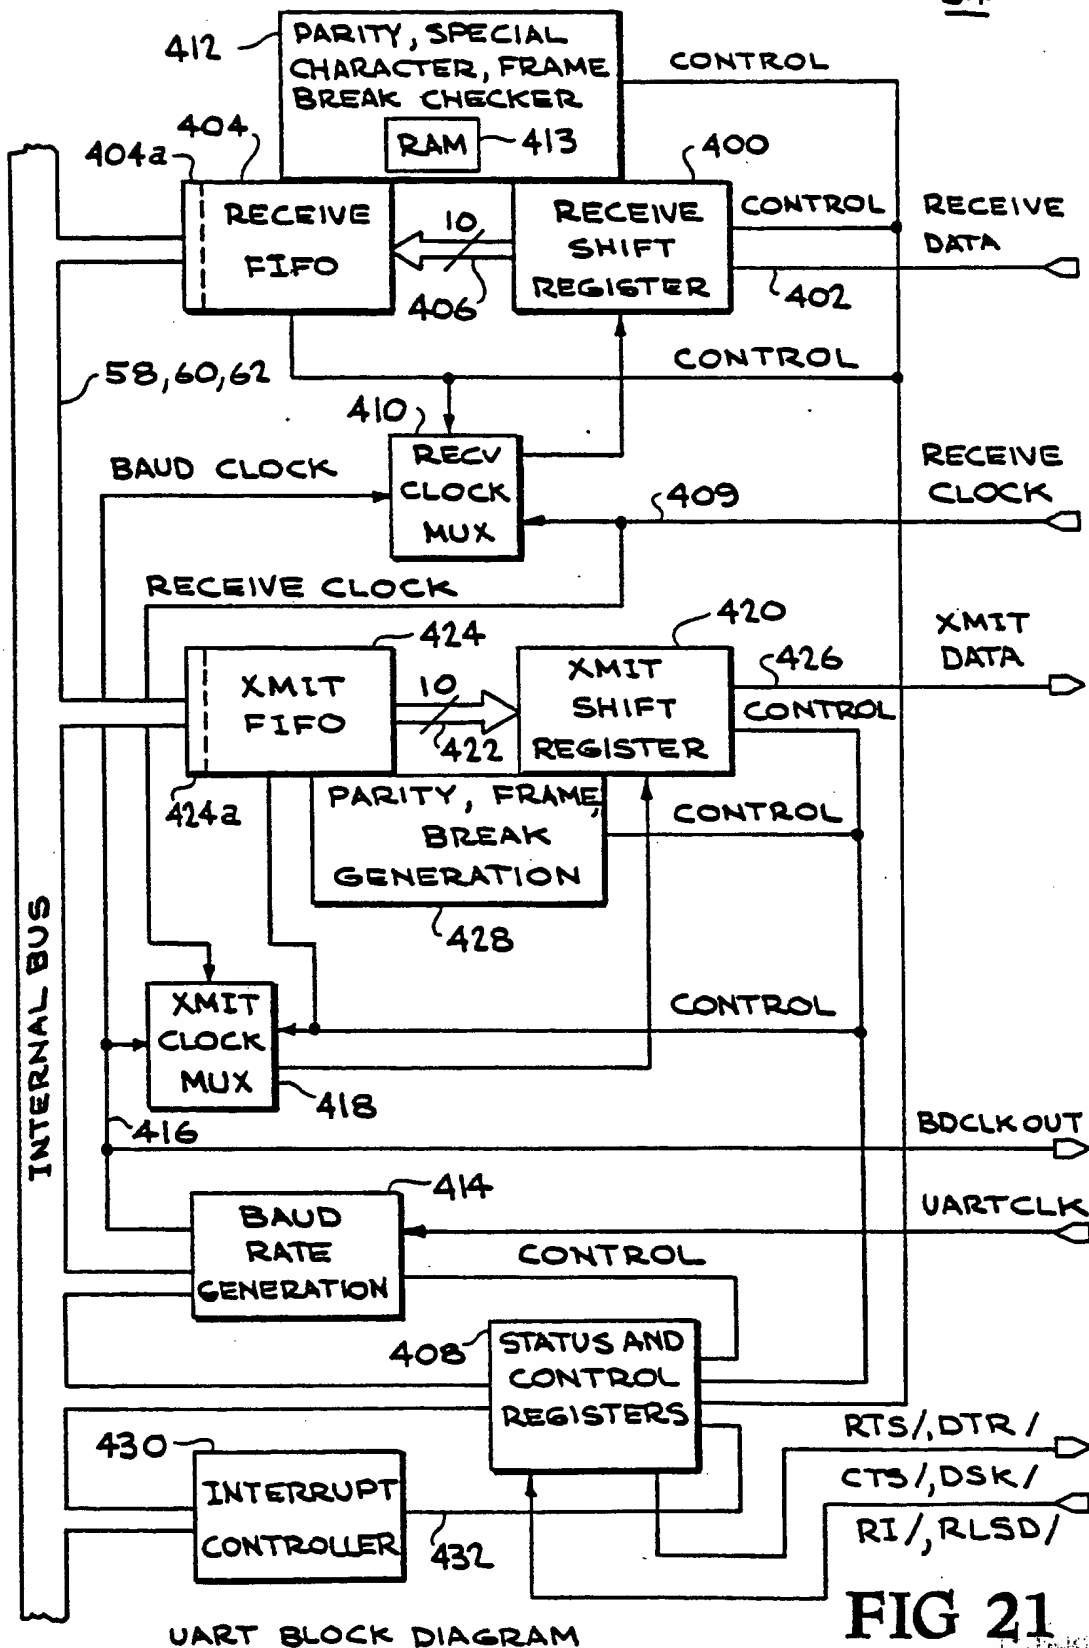 412
PARITY, SPECIAL
CHARACTER, FRAME
BREAK CHECKER
CONTROL
RAM
413
404
404a
400
RECEIVE
FIFO
10
406
RECEIVE
SHIFT
REGISTER
CONTROL
RECEIVE
DATA
402
58,60,62
CONTROL
410
RECV
CLOCK
MUX
BAUD CLOCK
RECEIVE
CLOCK
409
RECEIVE CLOCK
424
420
XMIT
DATA
XMIT
FIFO
10
422
XMIT
SHIFT
REGISTER
426
CONTROL
424a
PARITY, FRAME,
BREAK
GENERATION
CONTROL
428
INTERNAL BUS
XMIT
CLOCK
MUX
CONTROL
418
416
BDCLK OUT
414
UARTCLK
BAUD
RATE
GENERATION
CONTROL
408
STATUS AND
CONTROL
REGISTERS
RTS/,DTR/
430
CTS/,DSK/
INTERRUPT
CONTROLLER
432
RI/,RLSD/
UART BLOCK DIAGRAM
FIG 21